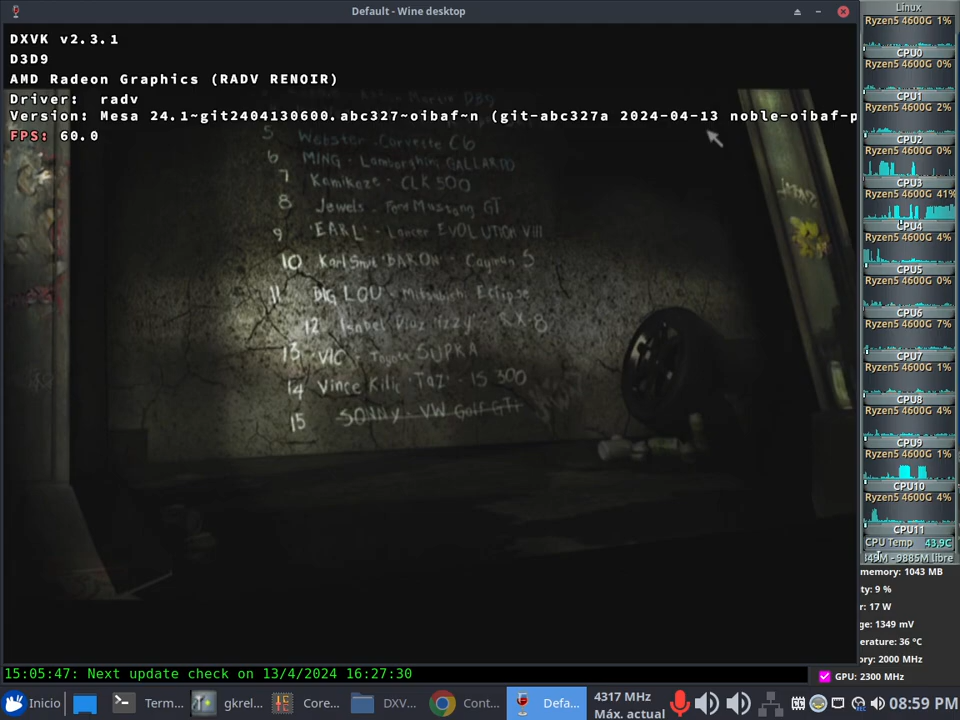 Default - Wine desktop
DXVK v2.3.1
D3D9
AMD Radeon Graphics (RADV RENOIR)
Driver: radv
Version: Mesa 24.1~git2404130600.abc327~oibaf~n (git-abc327a 2024-04-13 noble-oibaf-p
FPS: 60.0
5 Webster - Corvette C6
6 MING - Lamborghini GALLARDO
7 Kamikaze - CLK 500
8 Jewels - Ford Mustang GT
9 'EARL' - Lancer EVOLUTION VIII
10 Karl Smit 'BARON' - Cayman S
11 BIG LOU - Mitsubishi Eclipse
12 Isabel Diaz 'Izzy' - X-8
13 'VIC' - Toyota SUPRA
14 Vince Kilic 'Taz' - IS 300
15 SONNY - VW Golf GTI
15:05:47: Next update check on 13/4/2024 16:27:30
Linux
Ryzen5 4600G 1%
CPU0
Ryzen5 4600G 0%
CPU1
Ryzen5 4600G 2%
CPU2
Ryzen5 4600G 0%
CPU3
Ryzen5 4600G 41%
CPU4
Ryzen5 4600G 4%
CPU5
Ryzen5 4600G 0%
CPU6
Ryzen5 4600G 7%
CPU7
Ryzen5 4600G 1%
CPU8
Ryzen5 4600G 4%
CPU9
Ryzen5 4600G 1%
CPU10
Ryzen5 4600G 4%
CPU11
CPU Temp 43.9C
49M - 9885M libre
memory: 1043 MB
ty: 9 %
r: 17 W
ge: 1349 mV
erature: 36 °C
ry: 2000 MHz
GPU: 2300 MHz
Inicio
Term...
gkrel...
Core...
DXV...
Cont...
Defa...
4317 MHz
Máx. actual
08:59 PM